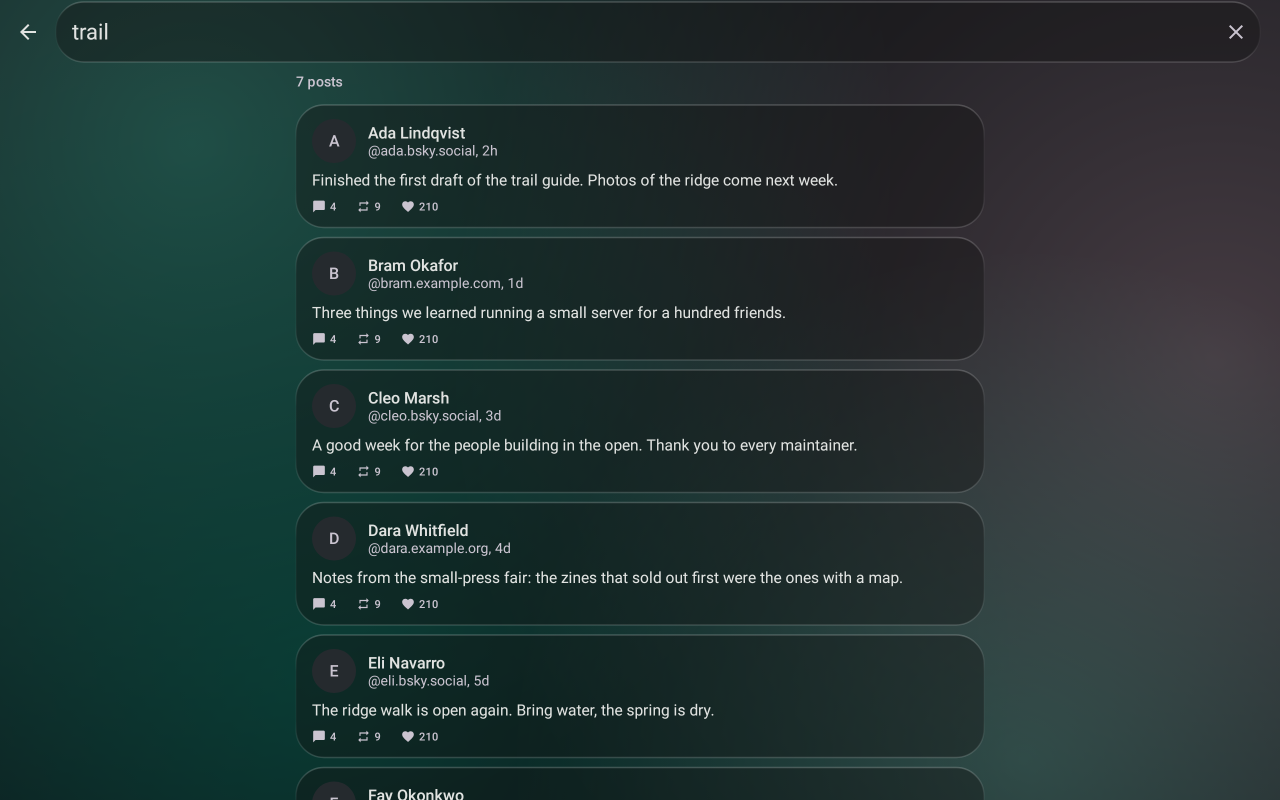 trail
7 posts
A
Ada Lindqvist
@ada.bsky.social, 2h
Finished the first draft of the trail guide. Photos of the ridge come next week.
4 9 210
B
Bram Okafor
@bram.example.com, 1d
Three things we learned running a small server for a hundred friends.
4 9 210
C
Cleo Marsh
@cleo.bsky.social, 3d
A good week for the people building in the open. Thank you to every maintainer.
4 9 210
D
Dara Whitfield
@dara.example.org, 4d
Notes from the small-press fair: the zines that sold out first were the ones with a map.
4 9 210
E
Eli Navarro
@eli.bsky.social, 5d
The ridge walk is open again. Bring water, the spring is dry.
4 9 210
F
Fay Okonkwo